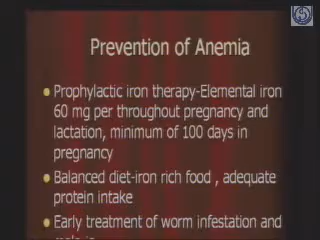 Prevention of Anemia
Prophylactic iron therapy-Elemental iron
60 mg per throughout pregnancy and
lactation, minimum of 100 days in
pregnancy
Balanced diet-iron rich food , adequate
protein intake
Early treatment of worm infestation and